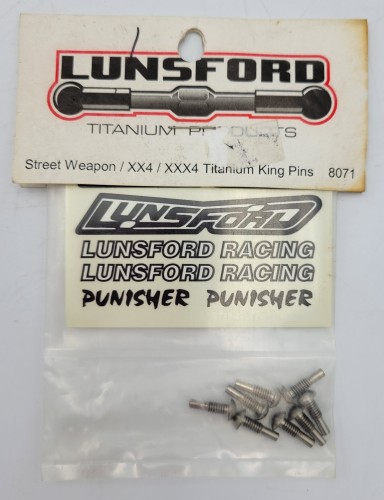 LUNSFORD
TITANIUM PRODUCTS
Street Weapon / XX4 / XXX4 Titanium King Pins 8071
LUNSFORD
LUNSFORD RACING
LUNSFORD RACING
PUNISHER PUNISHER